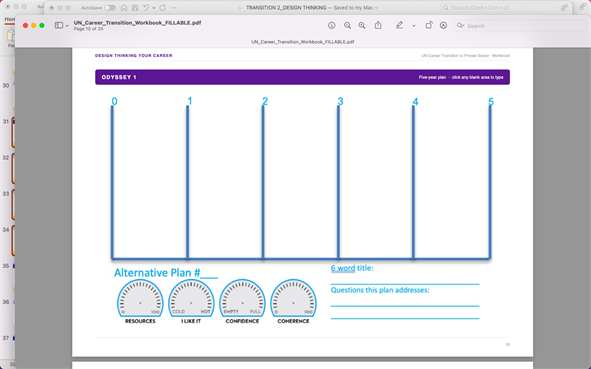 TRANSITION 2_DESIGN THINKING — Saved to my Mac
AutoSave
UN_Career_Transition_Workbook_FILLABLE.pdf
Page 10 of 29
Search
UN_Career_Transition_Workbook_FILLABLE.pdf
DESIGN THINKING YOUR CAREER
UN Career Transition to Private Sector · Workbook
ODYSSEY 1
Five-year plan · click any blank area to type
0 1 2 3 4 5
Alternative Plan #___
6 word title:
Questions this plan addresses:
0 100
COLD HOT
EMPTY FULL
0 100
RESOURCES
I LIKE IT
CONFIDENCE
COHERENCE
30
31
32
33
34
35
36
37